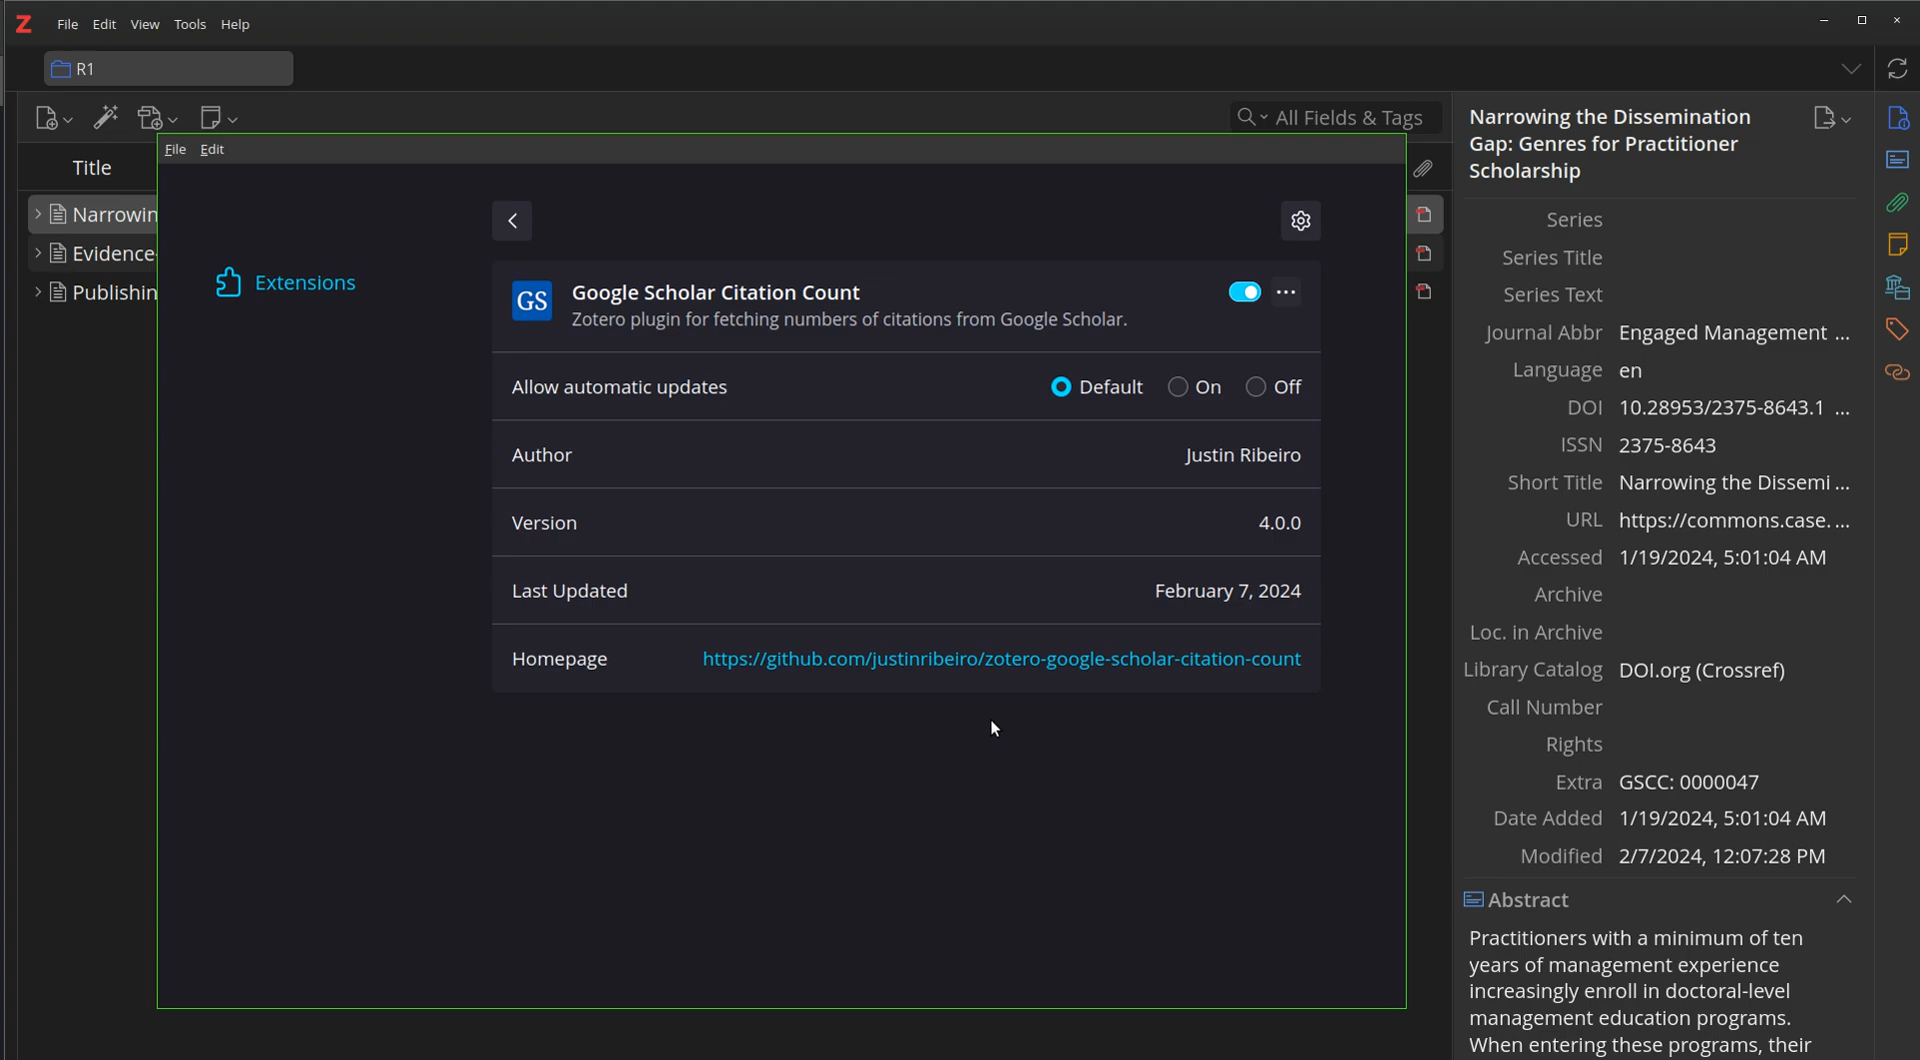 Z File Edit View Tools Help
R1
All Fields & Tags
Title
Narrowin
Evidence-
Publishin
File Edit
Extensions
GS Google Scholar Citation Count
Zotero plugin for fetching numbers of citations from Google Scholar.
Allow automatic updates Default On Off
Author Justin Ribeiro
Version 4.0.0
Last Updated February 7, 2024
Homepage https://github.com/justinribeiro/zotero-google-scholar-citation-count
Narrowing the Dissemination
Gap: Genres for Practitioner
Scholarship
Series
Series Title
Series Text
Journal Abbr Engaged Management ...
Language en
DOI 10.28953/2375-8643.1 ...
ISSN 2375-8643
Short Title Narrowing the Dissemi ...
URL https://commons.case. ...
Accessed 1/19/2024, 5:01:04 AM
Archive
Loc. in Archive
Library Catalog DOI.org (Crossref)
Call Number
Rights
Extra GSCC: 0000047
Date Added 1/19/2024, 5:01:04 AM
Modified 2/7/2024, 12:07:28 PM
Abstract
Practitioners with a minimum of ten
years of management experience
increasingly enroll in doctoral-level
management education programs.
When entering these programs, their